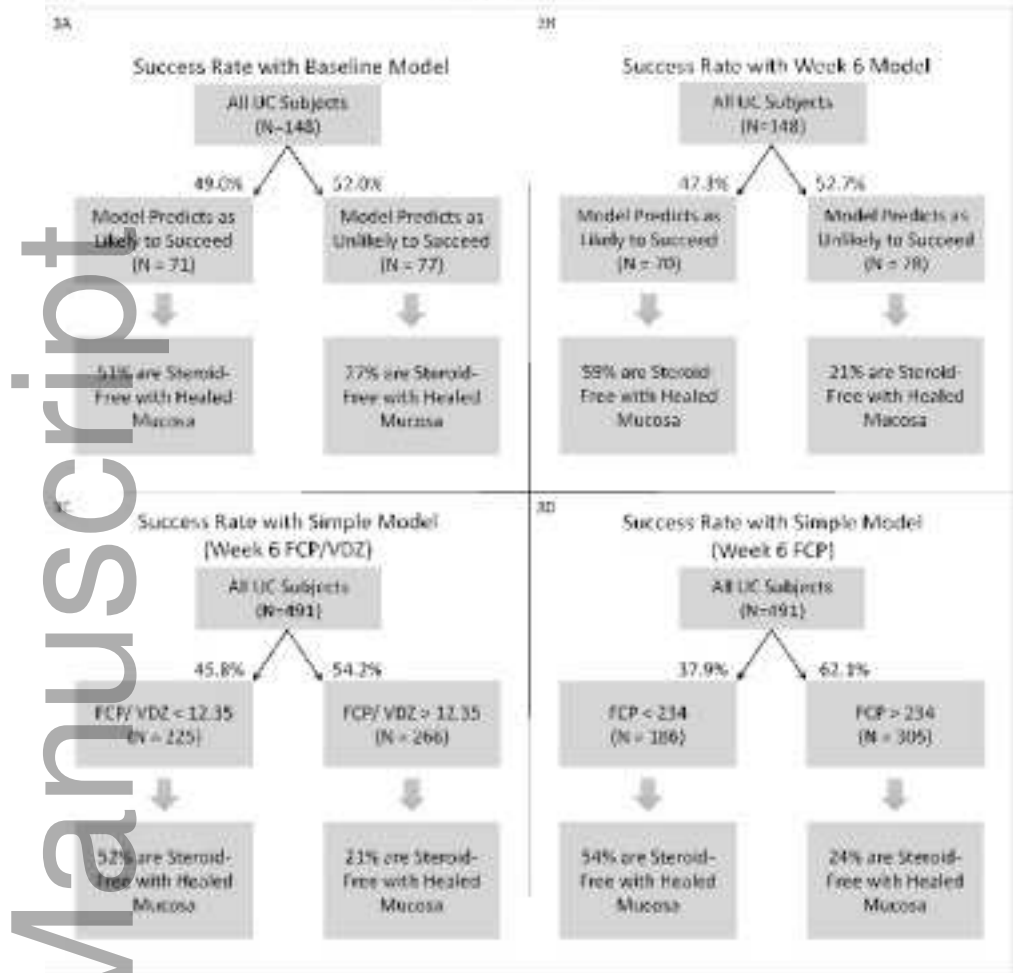 3A
Success Rate with Baseline Model
All UC Subjects
(N=148)
49.0%
52.0%
Model Predicts as
Likely to Succeed
(N = 71)
Model Predicts as
Unlikely to Succeed
(N = 77)
51% are Steroid-
Free with Healed
Mucosa
27% are Steroid-
Free with Healed
Mucosa
3B
Success Rate with Week 6 Model
All UC Subjects
(N=148)
47.3%
52.7%
Model Predicts as
Likely to Succeed
(N = 70)
Model Predicts as
Unlikely to Succeed
(N = 78)
59% are Steroid-
Free with Healed
Mucosa
21% are Steroid-
Free with Healed
Mucosa
3C
Success Rate with Simple Model
(Week 6 FCP/VDZ)
All UC Subjects
(N=491)
45.8%
54.2%
FCP/ VDZ < 12.35
(N = 225)
FCP/ VDZ > 12.35
(N = 266)
52% are Steroid-
Free with Healed
Mucosa
21% are Steroid-
Free with Healed
Mucosa
3D
Success Rate with Simple Model
(Week 6 FCP)
All UC Subjects
(N=491)
37.9%
62.1%
FCP < 234
(N = 186)
FCP > 234
(N = 305)
54% are Steroid-
Free with Healed
Mucosa
24% are Steroid-
Free with Healed
Mucosa
Manuscript